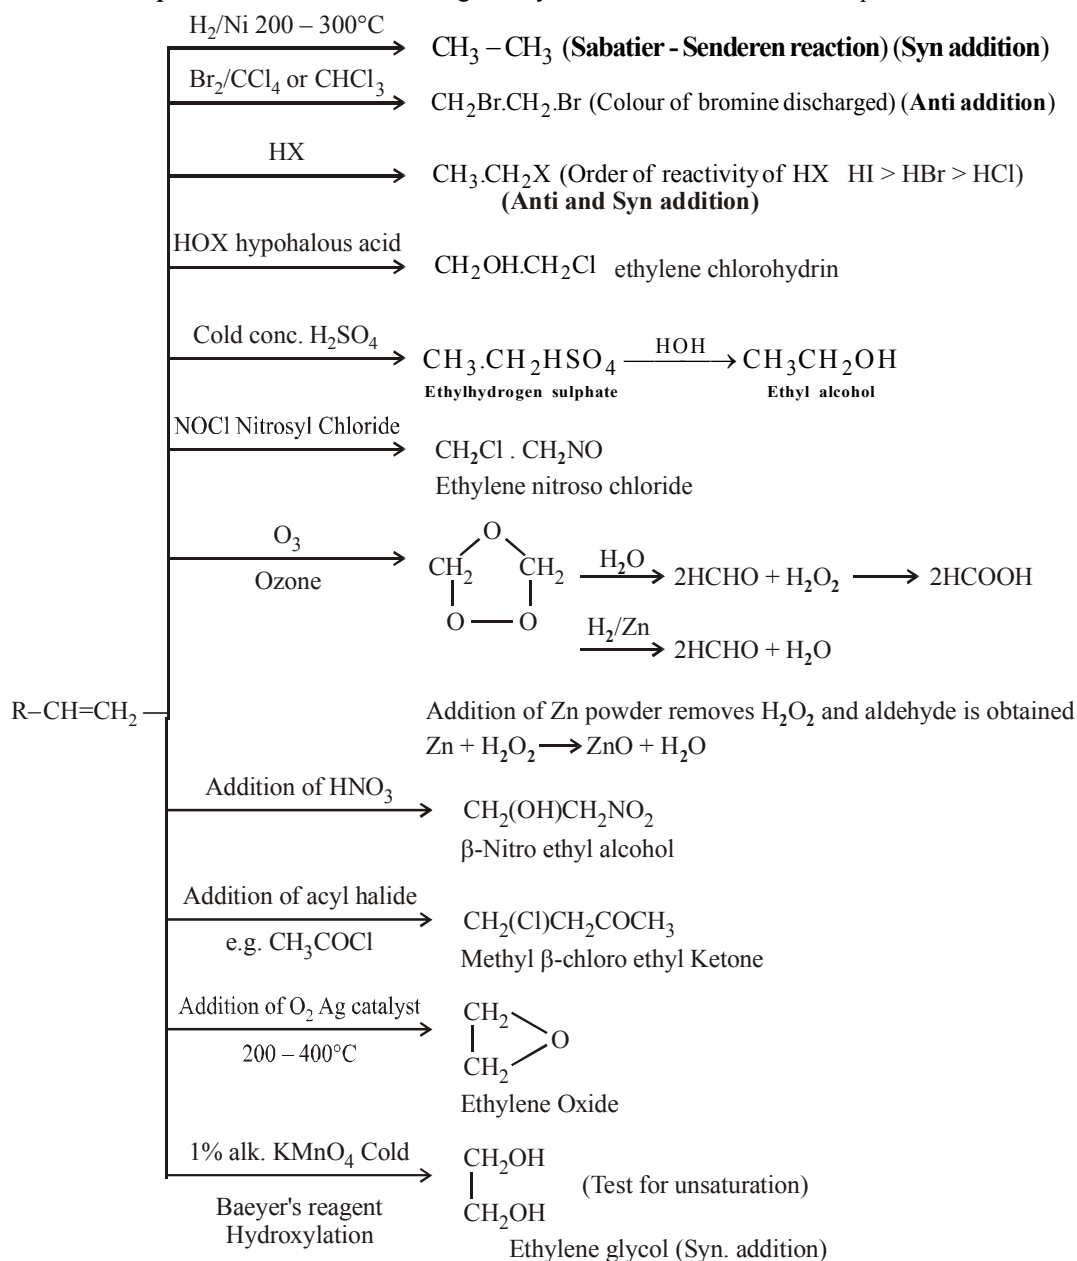 H₂/Ni 200 – 300°C
CH₃ – CH₃ (Sabatier - Senderen reaction) (Syn addition)
Br₂/CCl₄ or CHCl₃
CH₂Br.CH₂.Br (Colour of bromine discharged) (Anti addition)
HX
CH₃.CH₂X (Order of reactivity of HX HI > HBr > HCl)
(Anti and Syn addition)
HOX hypohalous acid
CH₂OH.CH₂Cl ethylene chlorohydrin
Cold conc. H₂SO₄
CH₃.CH₂HSO₄ —HOH→ CH₃CH₂OH
Ethylhydrogen sulphate Ethyl alcohol
NOCl Nitrosyl Chloride
CH₂Cl . CH₂NO
Ethylene nitroso chloride
O₃
Ozone
O
CH₂ CH₂
O — O
H₂O
→ 2HCHO + H₂O₂ → 2HCOOH
H₂/Zn
→ 2HCHO + H₂O
R–CH=CH₂
Addition of Zn powder removes H₂O₂ and aldehyde is obtained
Zn + H₂O₂ → ZnO + H₂O
Addition of HNO₃
CH₂(OH)CH₂NO₂
β-Nitro ethyl alcohol
Addition of acyl halide
e.g. CH₃COCl
CH₂(Cl)CH₂COCH₃
Methyl β-chloro ethyl Ketone
Addition of O₂ Ag catalyst
200 – 400°C
CH₂
O
CH₂
Ethylene Oxide
1% alk. KMnO₄ Cold
Baeyer's reagent
Hydroxylation
CH₂OH
(Test for unsaturation)
CH₂OH
Ethylene glycol (Syn. addition)